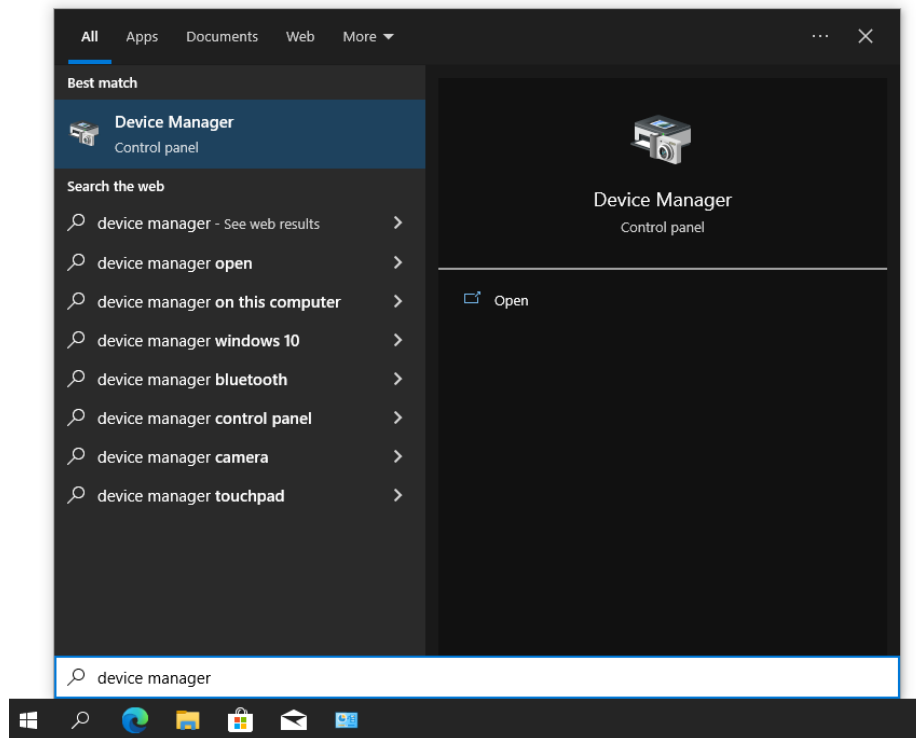 All Apps Documents Web More
Best match
Device Manager
Control panel
Search the web
device manager - See web results
device manager open
device manager on this computer
device manager windows 10
device manager bluetooth
device manager control panel
device manager camera
device manager touchpad
Device Manager
Control panel
Open
device manager